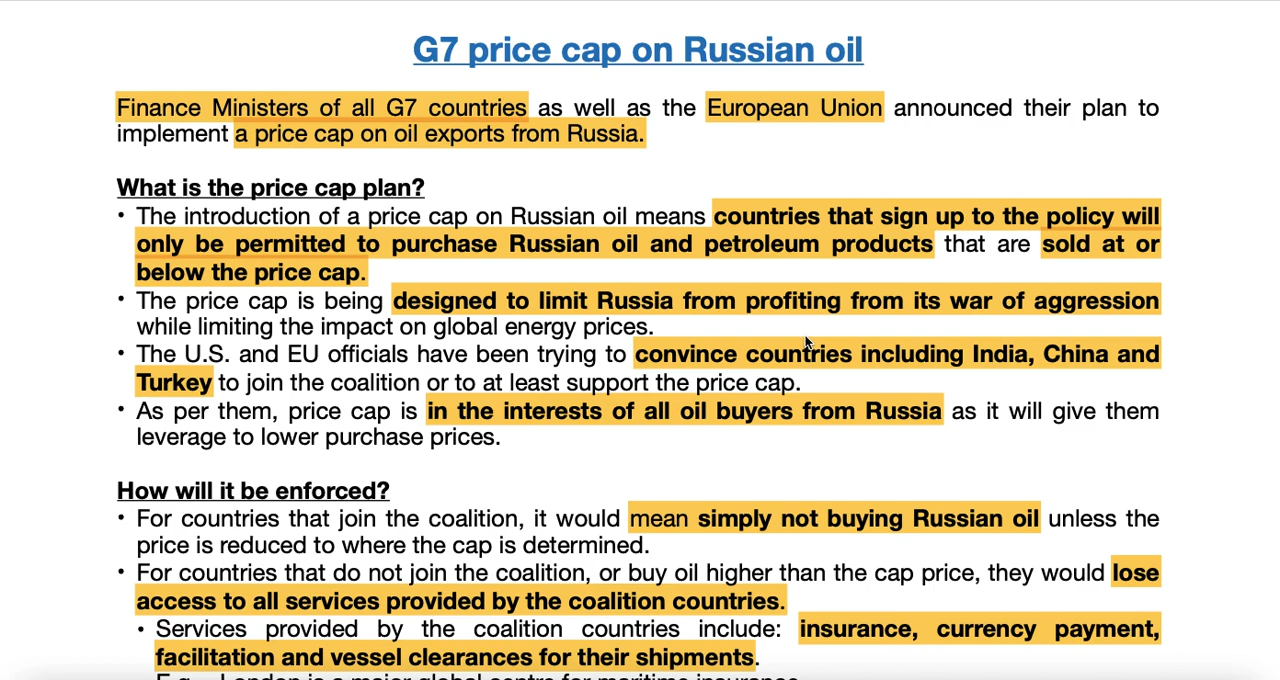 G7 price cap on Russian oil
Finance Ministers of all G7 countries as well as the European Union announced their plan to
implement a price cap on oil exports from Russia.
What is the price cap plan?
• The introduction of a price cap on Russian oil means countries that sign up to the policy will
only be permitted to purchase Russian oil and petroleum products that are sold at or
below the price cap.
• The price cap is being designed to limit Russia from profiting from its war of aggression
while limiting the impact on global energy prices.
• The U.S. and EU officials have been trying to convince countries including India, China and
Turkey to join the coalition or to at least support the price cap.
• As per them, price cap is in the interests of all oil buyers from Russia as it will give them
leverage to lower purchase prices.
How will it be enforced?
• For countries that join the coalition, it would mean simply not buying Russian oil unless the
price is reduced to where the cap is determined.
• For countries that do not join the coalition, or buy oil higher than the cap price, they would lose
access to all services provided by the coalition countries.
• Services provided by the coalition countries include: insurance, currency payment,
facilitation and vessel clearances for their shipments.
London is a major global centre for maritime insurance